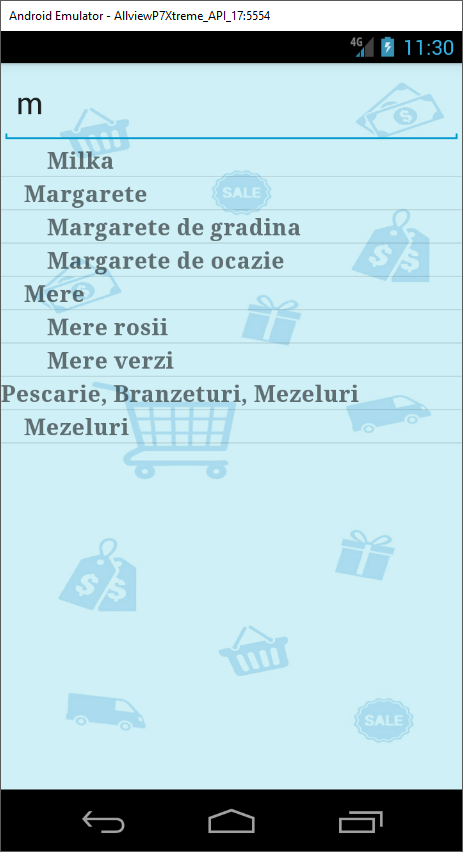 Android Emulator - AllviewP7Xtreme_API_17:5554
4G 11:30
m
Milka
Margarete
SALE
Margarete de gradina
Margarete de ocazie
Mere
Mere rosii
Mere verzi
Pescarie, Branzeturi, Mezeluri
Mezeluri
SALE